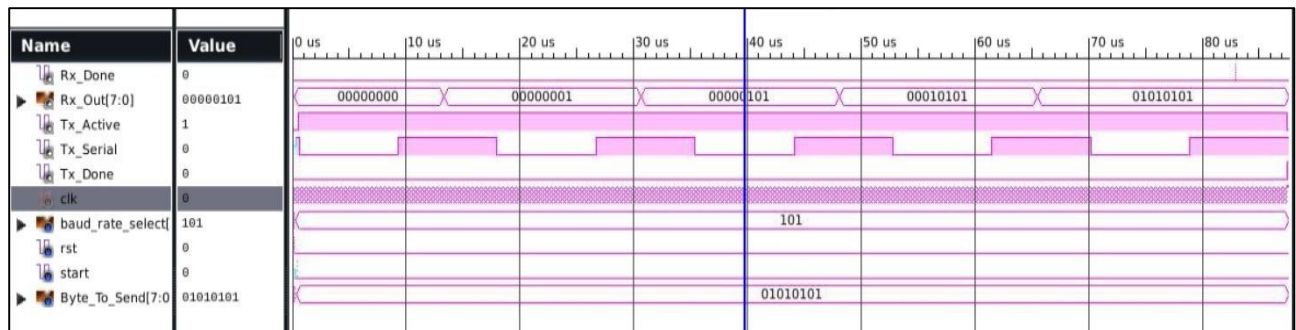 Name Value 0 us 10 us 20 us 30 us 40 us 50 us 60 us 70 us 80 us
Rx_Done 0
Rx_Out[7:0] 00000101 00000000 00000001 00000101 00010101 01010101
Tx_Active 1
Tx_Serial 0
Tx_Done 0
clk 0
baud_rate_select[ 101 101
rst 0
start 0
Byte_To_Send[7:0 01010101 01010101